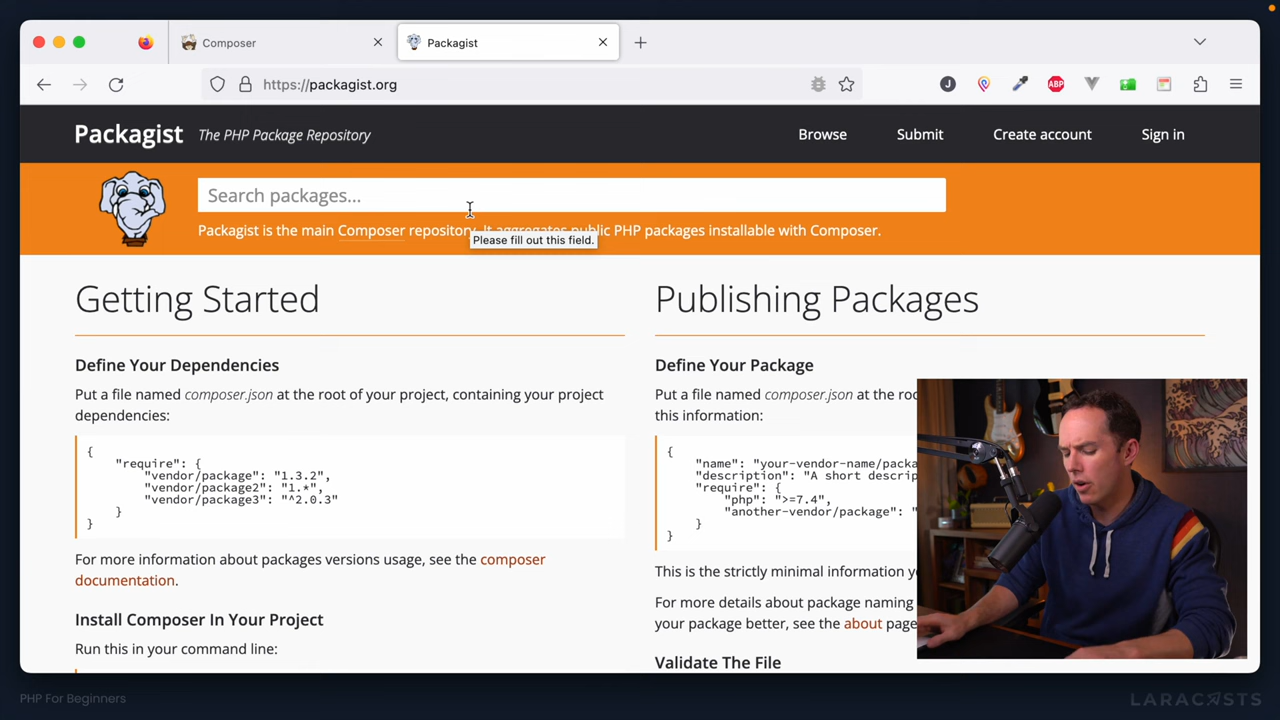 Composer
Packagist
https://packagist.org
J
ABP
Packagist
The PHP Package Repository
Browse
Submit
Create account
Sign in
Search packages...
Packagist is the main Composer repository. It aggregates public PHP packages installable with Composer.
Please fill out this field.
Getting Started
Define Your Dependencies
Put a file named composer.json at the root of your project, containing your project
dependencies:
{
"require": {
"vendor/package": "1.3.2",
"vendor/package2": "1.*",
"vendor/package3": "^2.0.3"
}
}
For more information about packages versions usage, see the composer
documentation.
Install Composer In Your Project
Run this in your command line:
Publishing Packages
Define Your Package
Put a file named composer.json at the roo
this information:
{
"name": "your-vendor-name/packa
"description": "A short descrip
"require": {
"php": ">=7.4",
"another-vendor/package": "
}
}
This is the strictly minimal information y
For more details about package naming
your package better, see the about page
Validate The File
PHP For Beginners
LARACASTS